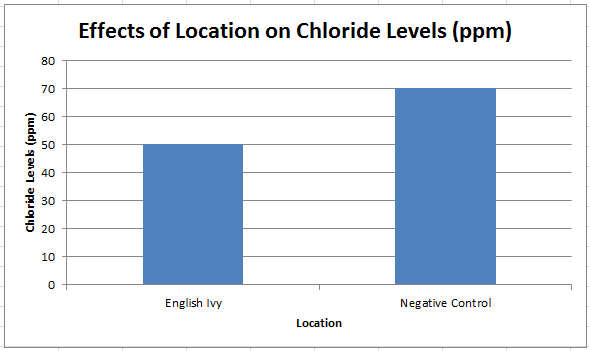 Effects of Location on Chloride Levels (ppm)
Chloride Levels (ppm)
80
70
60
50
40
30
20
10
0
English Ivy
Negative Control
Location